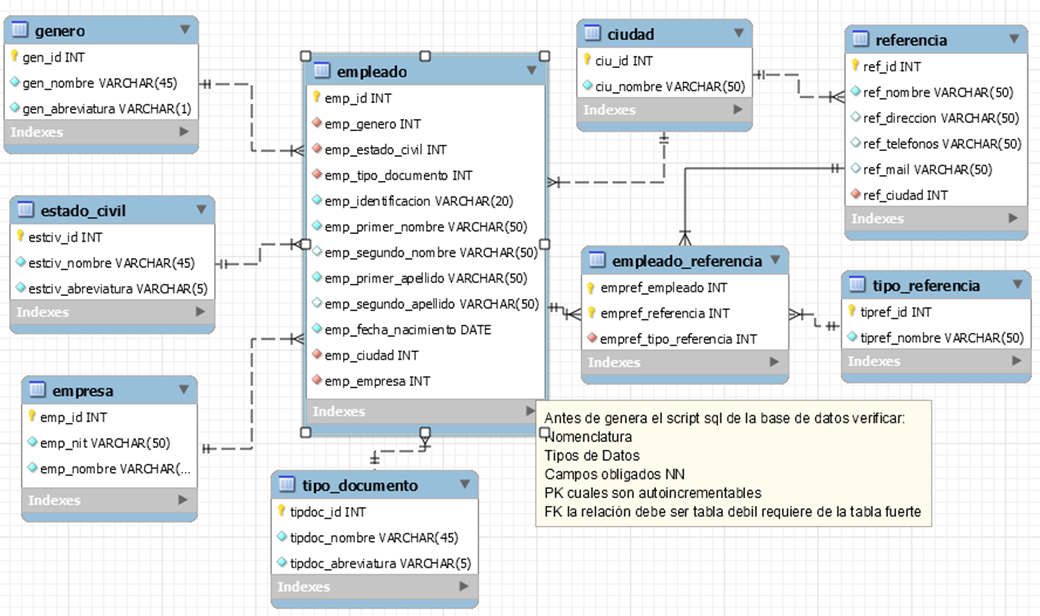 genero
gen_id INT
gen_nombre VARCHAR(45)
gen_abreviatura VARCHAR(1)
Indexes
estado_civil
estciv_id INT
estciv_nombre VARCHAR(45)
estciv_abreviatura VARCHAR(5)
Indexes
empresa
emp_id INT
emp_nit VARCHAR(50)
emp_nombre VARCHAR(...
Indexes
empleado
emp_id INT
emp_genero INT
emp_estado_civil INT
emp_tipo_documento INT
emp_identificacion VARCHAR(20)
emp_primer_nombre VARCHAR(50)
emp_segundo_nombre VARCHAR(50)
emp_primer_apellido VARCHAR(50)
emp_segundo_apellido VARCHAR(50)
emp_fecha_nacimiento DATE
emp_ciudad INT
emp_empresa INT
Indexes
tipo_documento
tipdoc_id INT
tipdoc_nombre VARCHAR(45)
tipdoc_abreviatura VARCHAR(5)
Indexes
ciudad
ciu_id INT
ciu_nombre VARCHAR(50)
Indexes
referencia
ref_id INT
ref_nombre VARCHAR(50)
ref_direccion VARCHAR(50)
ref_telefonos VARCHAR(50)
ref_mail VARCHAR(50)
ref_ciudad INT
Indexes
empleado_referencia
empref_empleado INT
empref_referencia INT
empref_tipo_referencia INT
Indexes
tipo_referencia
tipref_id INT
tipref_nombre VARCHAR(50)
Indexes
Antes de genera el script sql de la base de datos verificar:
Nomenclatura
Tipos de Datos
Campos obligados NN
PK cuales son autoincrementables
FK la relación debe ser tabla debil requiere de la tabla fuerte